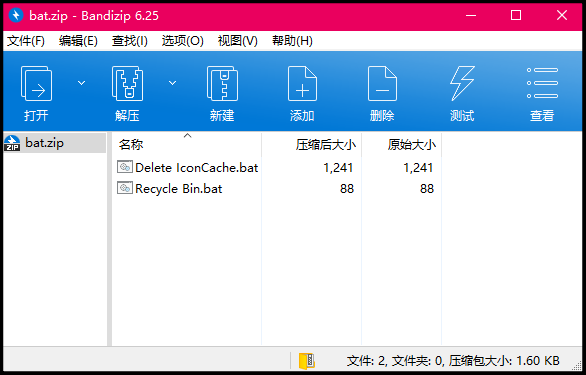 bat.zip - Bandizp 6.25
文件(F) 编辑(E) 查找(I) 选项(O) 视图(V) 帮助(H)
打开 解压 新建 添加 删除 测试 查看
ZIP bat.zip
名称 压缩后大小 原始大小
Delete IconCache.bat 1,241 1,241
Recycle Bin.bat 88 88
文件: 2, 文件夹: 0, 压缩包大小: 1.60 KB